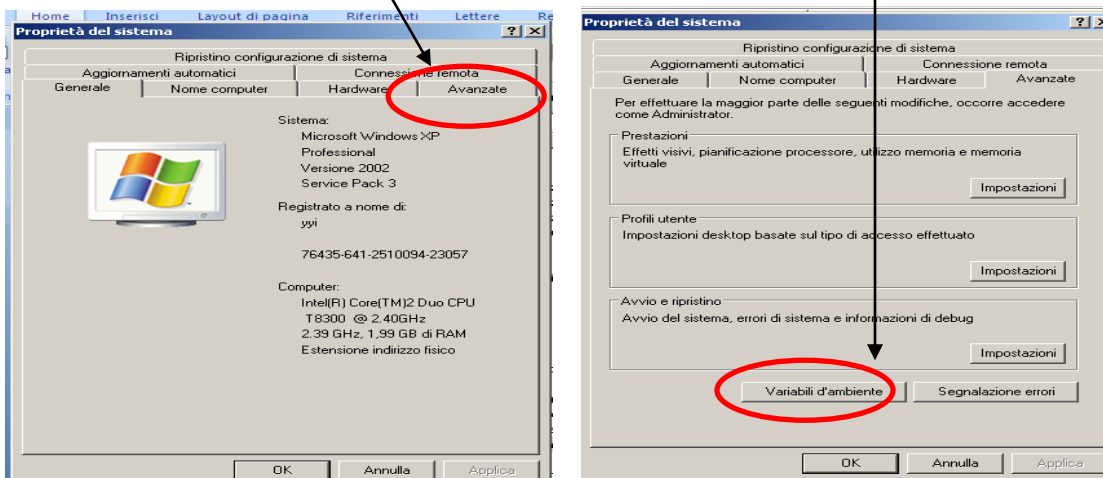 Home Inserisci Layout di pagina Riferimenti Lettere Re
Proprietà del sistema
Ripristino configurazione di sistema
Aggiornamenti automatici Connessione remota
Generale Nome computer Hardware Avanzate
Sistema:
Microsoft Windows XP
Professional
Versione 2002
Service Pack 3
Registrato a nome di:
yyi
76435-641-2510094-23057
Computer:
Intel(R) Core(TM)2 Duo CPU
T8300 @ 2.40GHz
2.39 GHz, 1,99 GB di RAM
Estensione indirizzo fisico
OK Annulla Applica
Proprietà del sistema
Ripristino configurazione di sistema
Aggiornamenti automatici Connessione remota
Generale Nome computer Hardware Avanzate
Per effettuare la maggior parte delle seguenti modifiche, occorre accedere
come Administrator.
Prestazioni
Effetti visivi, pianificazione processore, utilizzo memoria e memoria
virtuale
Impostazioni
Profili utente
Impostazioni desktop basate sul tipo di accesso effettuato
Impostazioni
Avvio e ripristino
Avvio del sistema, errori di sistema e informazioni di debug
Impostazioni
Variabili d'ambiente Segnalazione errori
OK Annulla Applica